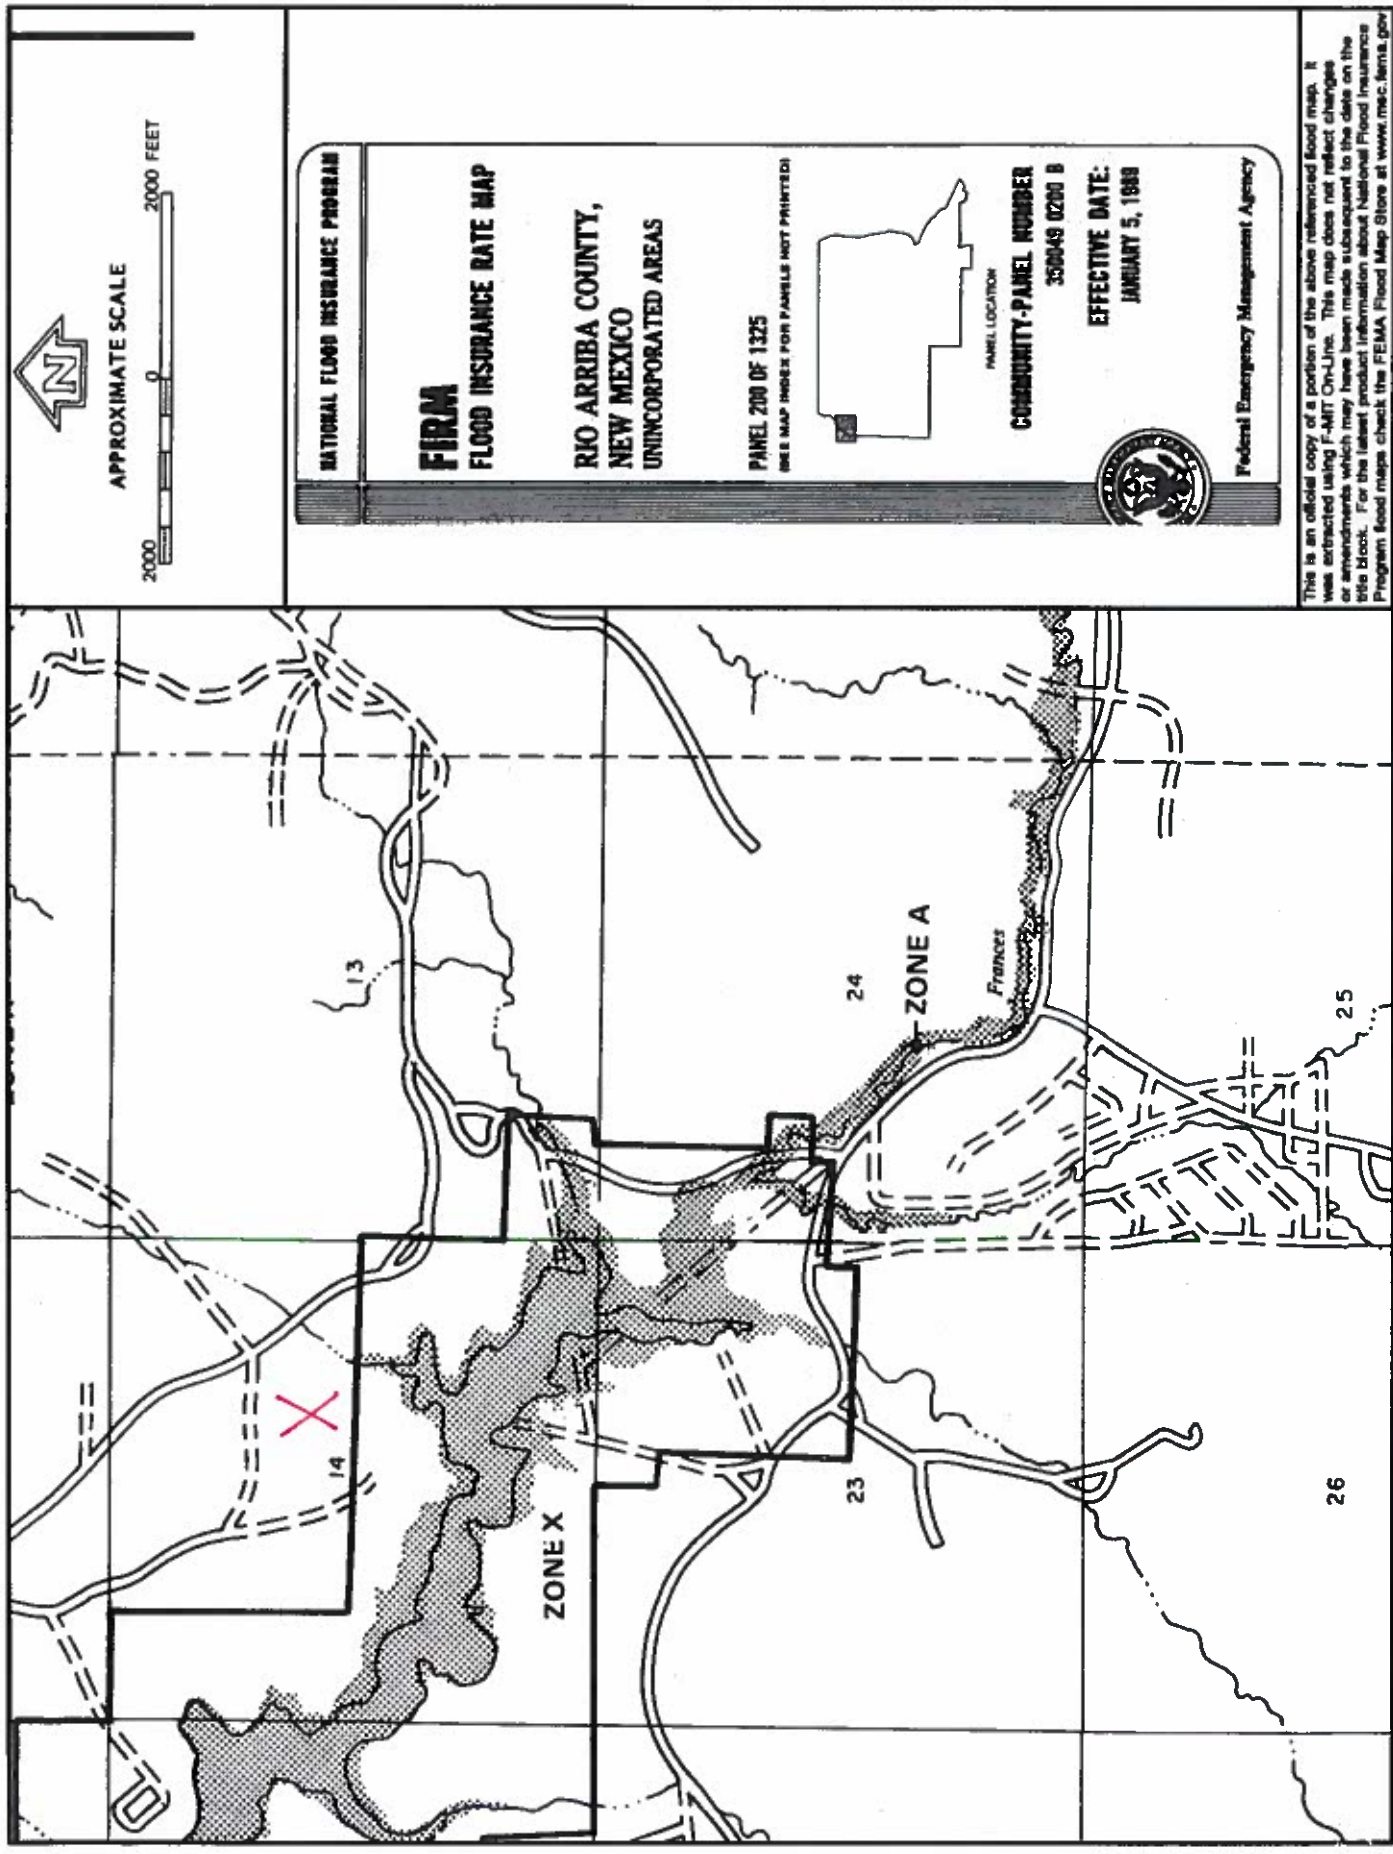 APPROXIMATE SCALE
2000 0 2000 FEET
N
NATIONAL FLOOD INSURANCE PROGRAM
FIRM
FLOOD INSURANCE RATE MAP
RIO ARRIBA COUNTY,
NEW MEXICO
UNINCORPORATED AREAS
PANEL 200 OF 1325
(SEE MAP INDEX FOR PANELS NOT PRINTED)
PANEL LOCATION
COMMUNITY-PANEL NUMBER
350049 0200 B
EFFECTIVE DATE:
JANUARY 5, 1989
Federal Emergency Management Agency
This is an official copy of a portion of the above referenced flood map. It
was extracted using F-MIT On-Line. This map does not reflect changes
or amendments which may have been made subsequent to the date on the
title block. For the latest product information about National Flood Insurance
Program flood maps check the FEMA Flood Map Store at www.msc.fema.gov
13
14
ZONE X
24
ZONE A
Frances
23
25
26